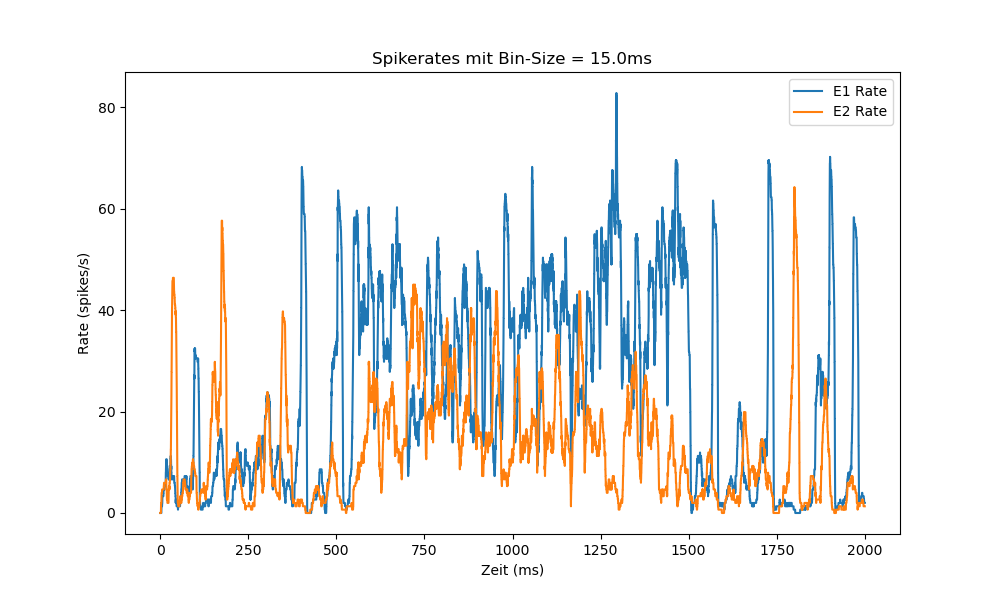 Spikerates mit Bin-Size = 15.0ms
E1 Rate
E2 Rate
80
60
40
20
0
Rate (spikes/s)
0 250 500 750 1000 1250 1500 1750 2000
Zeit (ms)